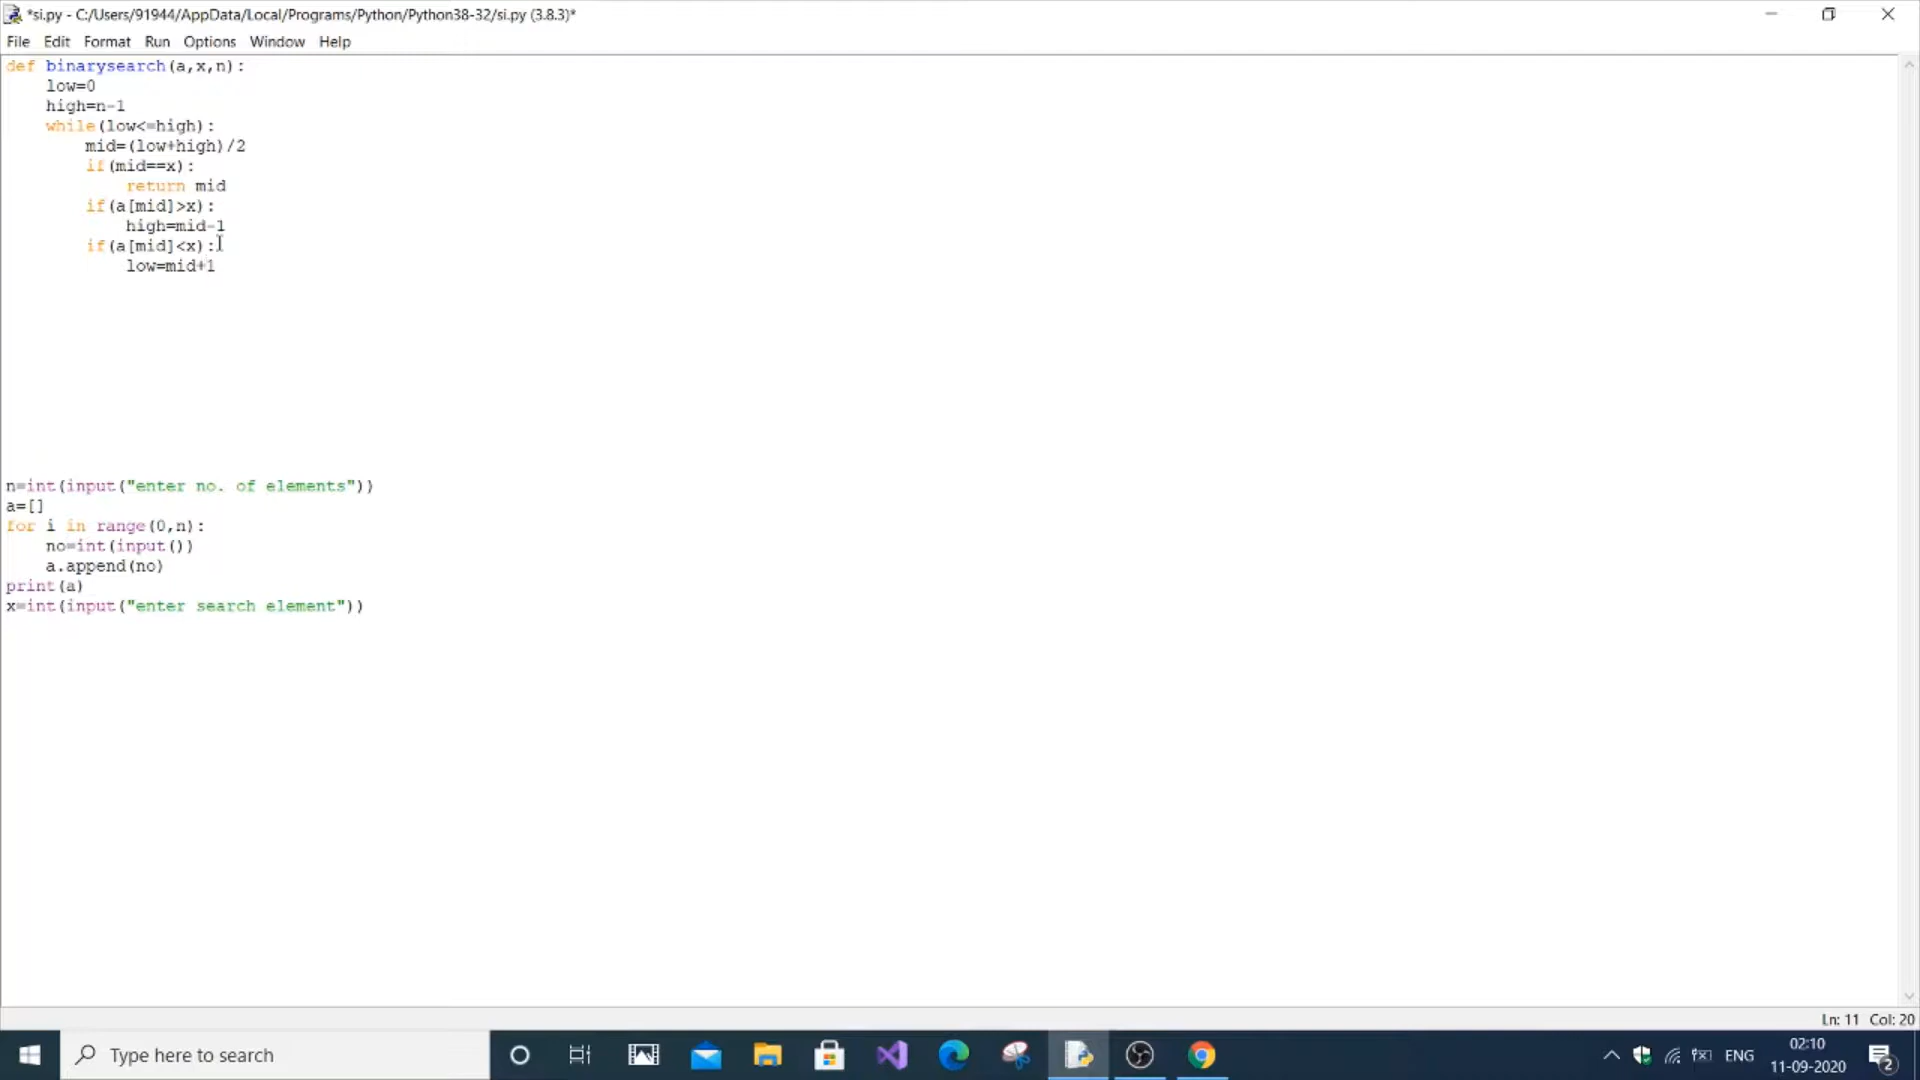 *si.py - C:/Users/91944/AppData/Local/Programs/Python/Python38-32/si.py (3.8.3)*
File Edit Format Run Options Window Help
def binarysearch(a,x,n):
    low=0
    high=n-1
    while(low<=high):
        mid=(low+high)/2
        if(mid==x):
            return mid
        if(a[mid]>x):
            high=mid-1
        if(a[mid]<x):
            low=mid+1
n=int(input("enter no. of elements"))
a=[]
for i in range(0,n):
    no=int(input())
    a.append(no)
print(a)
x=int(input("enter search element"))
Ln: 11 Col: 20
Type here to search
ENG
02:10
11-09-2020
2